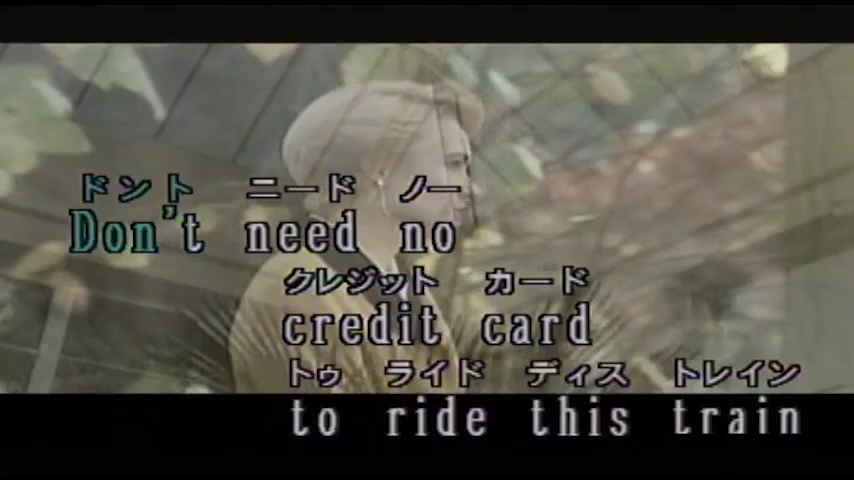 ドント ニード ノー
Don't need no
クレジット カード
credit card
トゥ ライド ディス トレイン
to ride this train